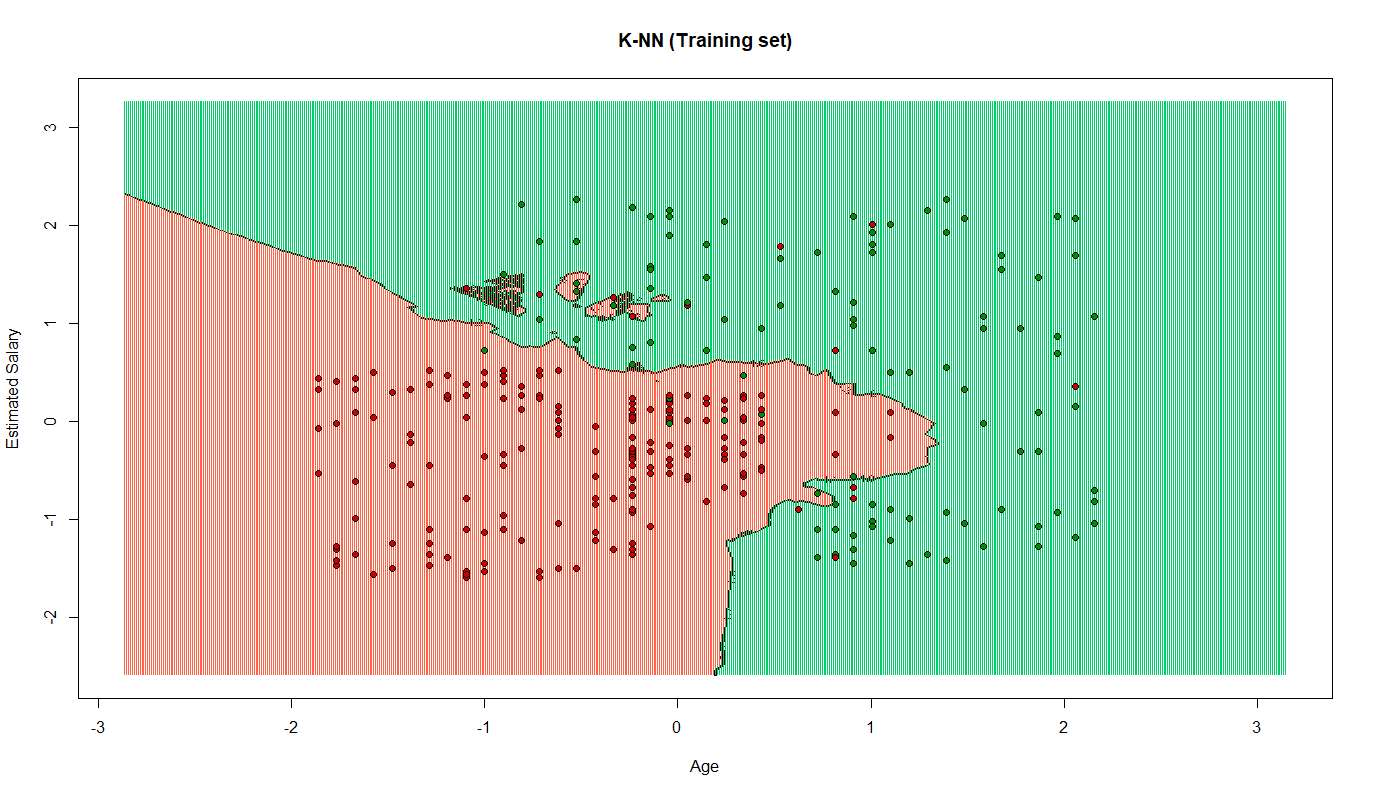 K-NN (Training set)
3
2
1
0
-1
-2
Estimated Salary
-3 -2 -1 0 1 2 3
Age